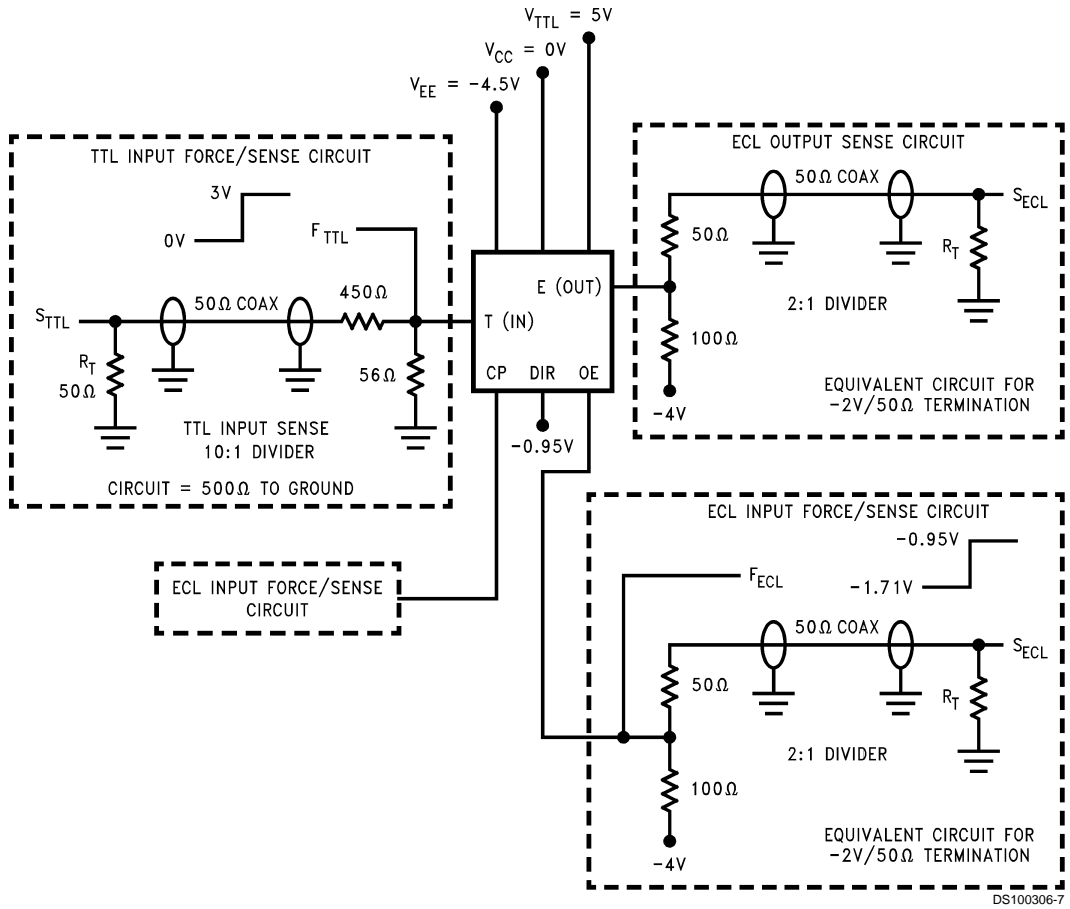 V_TTL = 5V
V_CC = 0V
V_EE = -4.5V
TTL INPUT FORCE/SENSE CIRCUIT
3V
0V
F_TTL
S_TTL
50Ω COAX
450Ω
R_T
50Ω
56Ω
TTL INPUT SENSE
10:1 DIVIDER
CIRCUIT = 500Ω TO GROUND
E (OUT)
T (IN)
CP DIR OE
-0.95V
ECL OUTPUT SENSE CIRCUIT
50Ω COAX
S_ECL
50Ω
R_T
2:1 DIVIDER
100Ω
-4V
EQUIVALENT CIRCUIT FOR
-2V/50Ω TERMINATION
ECL INPUT FORCE/SENSE
CIRCUIT
ECL INPUT FORCE/SENSE CIRCUIT
-0.95V
-1.71V
F_ECL
50Ω COAX
S_ECL
50Ω
R_T
2:1 DIVIDER
100Ω
-4V
EQUIVALENT CIRCUIT FOR
-2V/50Ω TERMINATION
DS100306-7